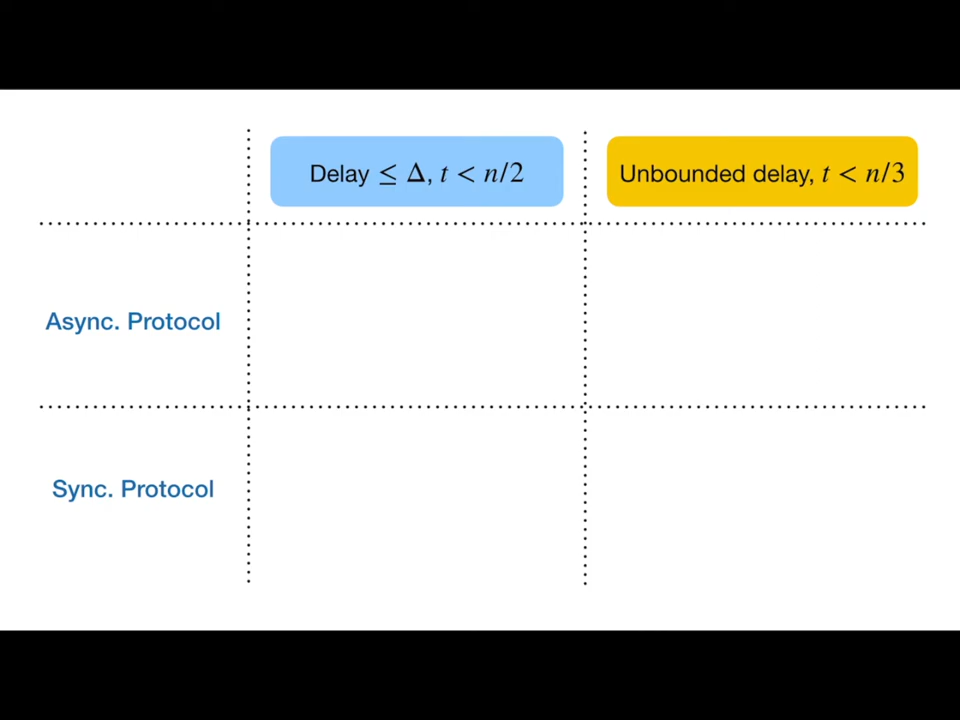 Delay ≤ Δ, t < n/2
Unbounded delay, t < n/3
Async. Protocol
Sync. Protocol